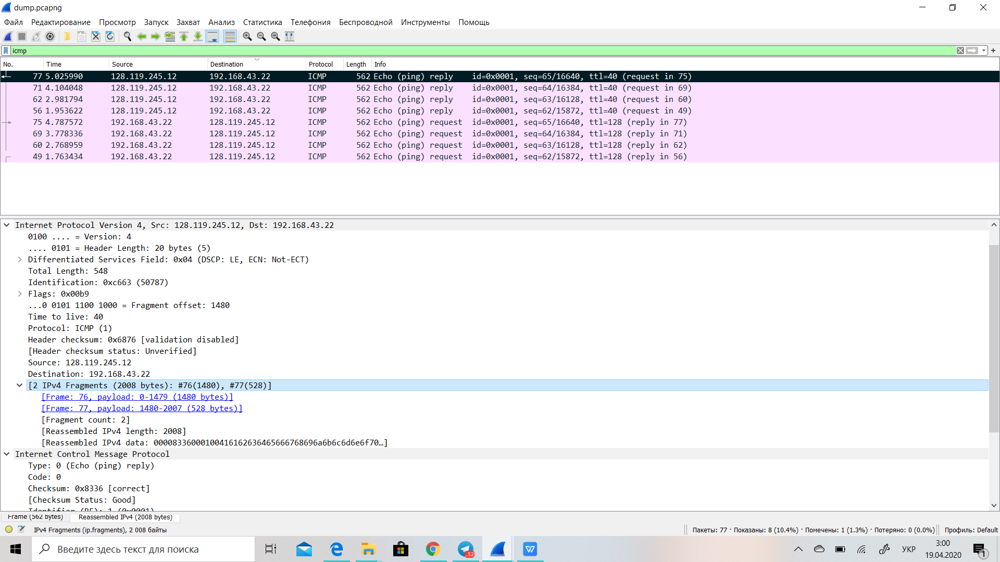 dump.pcapng
Файл Редактирование Просмотр Запуск Захват Анализ Статистика Телефония Беспроводной Инструменты Помощь
icmp
No. Time Source Destination Protocol Length Info
77 5.025990 128.119.245.12 192.168.43.22 ICMP 562 Echo (ping) reply id=0x0001, seq=65/16640, ttl=40 (request in 75)
71 4.104048 128.119.245.12 192.168.43.22 ICMP 562 Echo (ping) reply id=0x0001, seq=64/16384, ttl=40 (request in 69)
62 2.981794 128.119.245.12 192.168.43.22 ICMP 562 Echo (ping) reply id=0x0001, seq=63/16128, ttl=40 (request in 60)
56 1.953622 128.119.245.12 192.168.43.22 ICMP 562 Echo (ping) reply id=0x0001, seq=62/15872, ttl=40 (request in 49)
75 4.787572 192.168.43.22 128.119.245.12 ICMP 562 Echo (ping) request id=0x0001, seq=65/16640, ttl=128 (reply in 77)
69 3.778336 192.168.43.22 128.119.245.12 ICMP 562 Echo (ping) request id=0x0001, seq=64/16384, ttl=128 (reply in 71)
60 2.768959 192.168.43.22 128.119.245.12 ICMP 562 Echo (ping) request id=0x0001, seq=63/16128, ttl=128 (reply in 62)
49 1.763434 192.168.43.22 128.119.245.12 ICMP 562 Echo (ping) request id=0x0001, seq=62/15872, ttl=128 (reply in 56)
Internet Protocol Version 4, Src: 128.119.245.12, Dst: 192.168.43.22
0100 .... = Version: 4
.... 0101 = Header Length: 20 bytes (5)
Differentiated Services Field: 0x04 (DSCP: LE, ECN: Not-ECT)
Total Length: 548
Identification: 0xc663 (50787)
Flags: 0x00b9
...0 0101 1100 1000 = Fragment offset: 1480
Time to live: 40
Protocol: ICMP (1)
Header checksum: 0x6876 [validation disabled]
[Header checksum status: Unverified]
Source: 128.119.245.12
Destination: 192.168.43.22
[2 IPv4 Fragments (2008 bytes): #76(1480), #77(528)]
[Frame: 76, payload: 0-1479 (1480 bytes)]
[Frame: 77, payload: 1480-2007 (528 bytes)]
[Fragment count: 2]
[Reassembled IPv4 length: 2008]
[Reassembled IPv4 data: 00008336000100416162636465666768696a6b6c6d6e6f70…]
Internet Control Message Protocol
Type: 0 (Echo (ping) reply)
Code: 0
Checksum: 0x8336 [correct]
[Checksum Status: Good]
Identifier (BE): 1 (0x0001)
Frame (562 bytes) Reassembled IPv4 (2008 bytes)
IPv4 Fragments (ip.fragments), 2 008 байты Пакеты: 77 · Показаны: 8 (10.4%) · Помечены: 1 (1.3%) · Потеряно: 0 (0.0%) Профиль: Default
Введите здесь текст для поиска
..52
W
УКР
3:00
19.04.2020
1